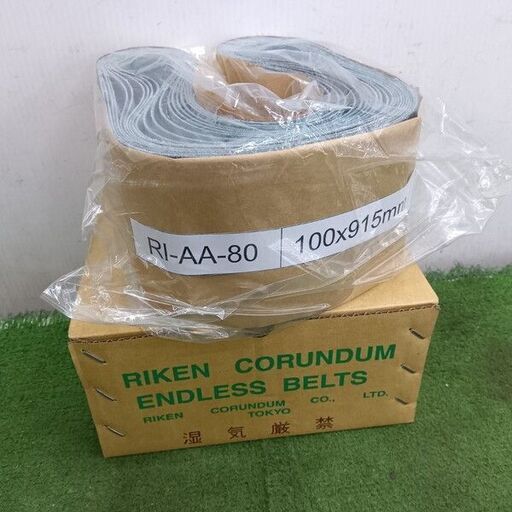 RI-AA-80 100x915mm
RIKEN CORUNDUM
ENDLESS BELTS
RIKEN CORUNDUM CO., LTD.
TOKYO
湿気厳禁